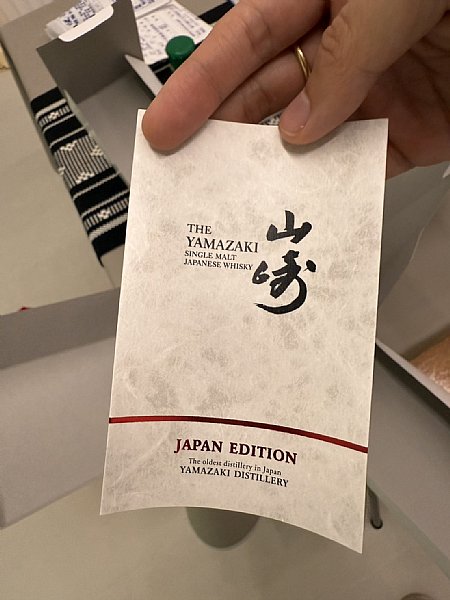 THE
YAMAZAKI
SINGLE MALT
JAPANESE WHISKY
山崎
JAPAN EDITION
The oldest distillery in Japan
YAMAZAKI DISTILLERY